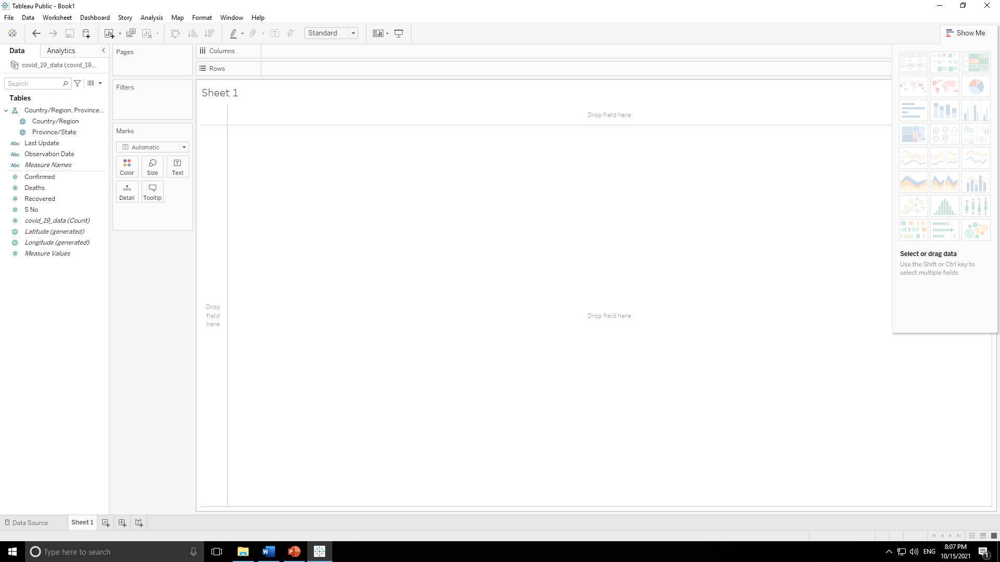 Tableau Public - Book1
File Data Worksheet Dashboard Story Analysis Map Format Window Help
Standard
Show Me
Data Analytics
covid_19_data (covid_19...
Search
Tables
Country/Region, Province...
Country/Region
Province/State
Abc Last Update
Abc Observation Date
Abc Measure Names
Confirmed
Deaths
Recovered
S No
covid_19_data (Count)
Latitude (generated)
Longitude (generated)
Measure Values
Pages
Filters
Marks
Automatic
Color Size Text
Detail Tooltip
Columns
Rows
Sheet 1
Drop field here
Drop
field
here
Drop field here
Select or drag data
Use the Shift or Ctrl key to
select multiple fields
Data Source Sheet 1
Type here to search
ENG
8:07 PM
10/15/2021
1